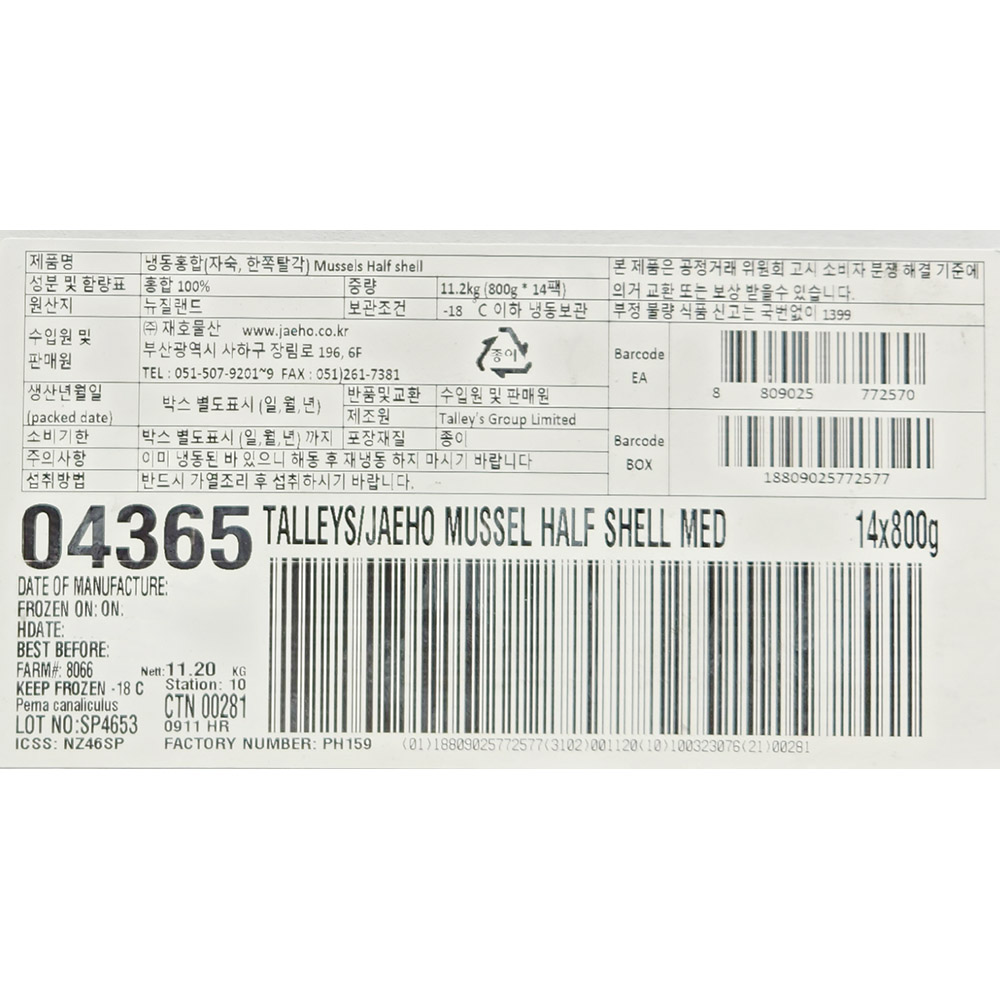 제품명 냉동홍합(자숙, 한쪽탈각) Mussels Half shell
성분 및 함량표 홍합 100% 중량 11.2kg (800g * 14팩)
원산지 뉴질랜드 보관조건 -18 ℃ 이하 냉동보관
수입원 및 판매원
㈜ 재호물산 www.jaeho.co.kr
부산광역시 사하구 장림로 196, 6F
TEL : 051-507-9201~9 FAX : 051)261-7381
종이
생산년월일 (packed date) 박스 별도표시 (일,월,년)
반품및교환 수입원 및 판매원
제조원 Talley's Group Limited
소비기한 박스 별도표시 (일,월,년) 까지 포장재질 종이
주의사항 이미 냉동된 바 있으니 해동 후 재냉동 하지 마시기 바랍니다
섭취방법 반드시 가열조리 후 섭취하시기 바랍니다.
본 제품은 공정거래 위원회 고시 소비자 분쟁 해결 기준에
의거 교환 또는 보상 받을수 있습니다.
부정 불량 식품 신고는 국번없이 1399
Barcode
EA
8 809025 772570
Barcode
BOX
18809025772577
04365 TALLEYS/JAEHO MUSSEL HALF SHELL MED 14x800g
DATE OF MANUFACTURE:
FROZEN ON: ON:
HDATE:
BEST BEFORE:
FARM#: 8066 Nett: 11.20 KG
KEEP FROZEN -18 C Station: 10
Perna canaliculus CTN 00281
LOT NO:SP4653 0911 HR
ICSS: NZ46SP FACTORY NUMBER: PH159
(01)18809025772577(3102)001120(10)100323076(21)00281